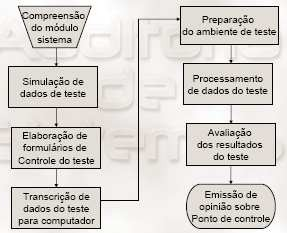 Compreensão
do módulo
sistema
Simulação de
dados de teste
Elaboração de
formulários de
Controle do teste
Transcrição de
dados do teste
para computador
Preparação
do ambiente de teste
Processamento
de dados do teste
Avaliação
dos resultados
do teste
Emissão de
opinião sobre
Ponto de controle